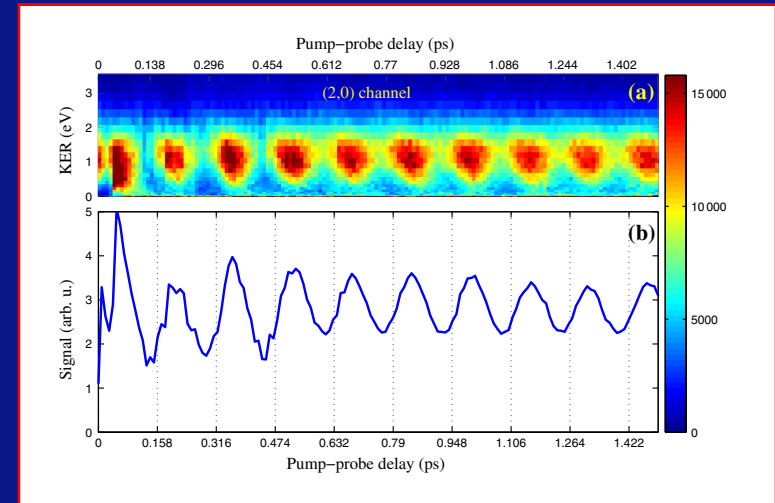 Pump−probe delay (ps)
0 0.138 0.296 0.454 0.612 0.77 0.928 1.086 1.244 1.402
(2,0) channel
(a)
KER (eV)
3
2
1
0
15 000
10 000
5000
0
(b)
Signal (arb. u.)
5
4
3
2
1
0
0 0.158 0.316 0.474 0.632 0.79 0.948 1.106 1.264 1.422
Pump−probe delay (ps)